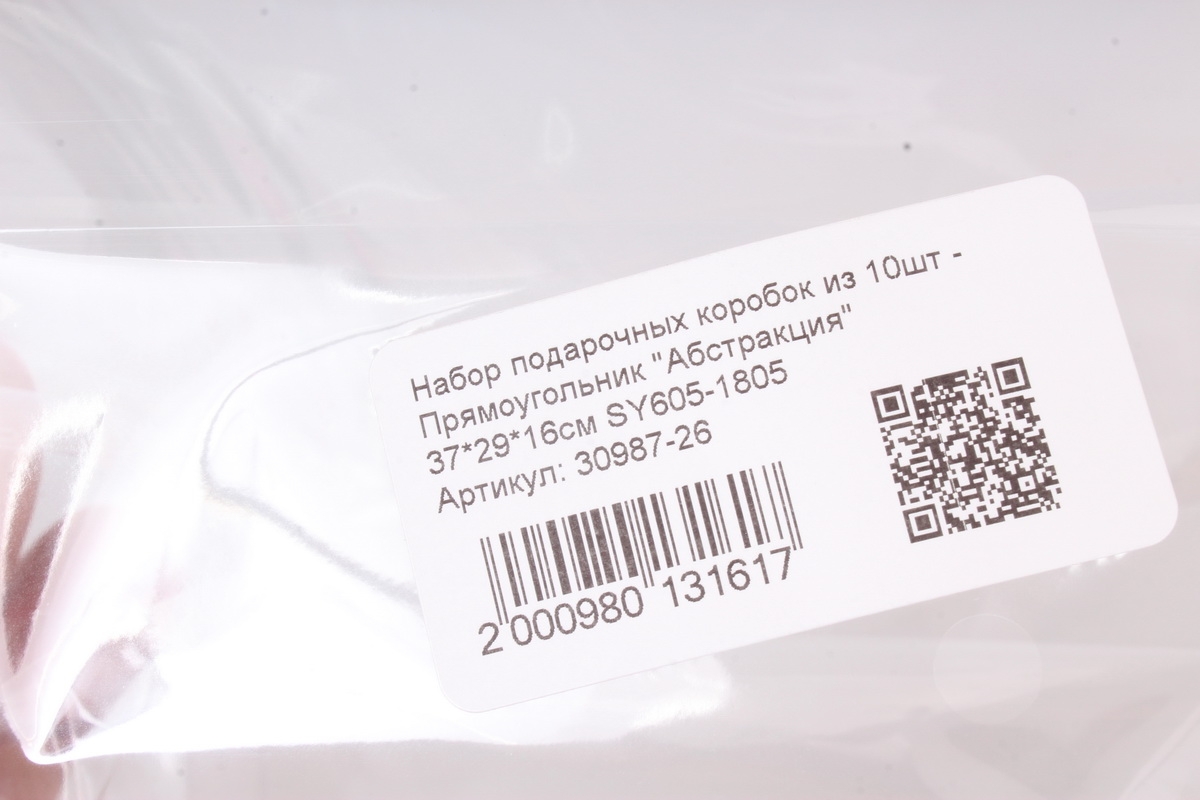 Набор подарочных коробок из 10шт -
Прямоугольник "Абстракция"
37*29*16см SY605-1805
Артикул: 30987-26
2 000980 131617